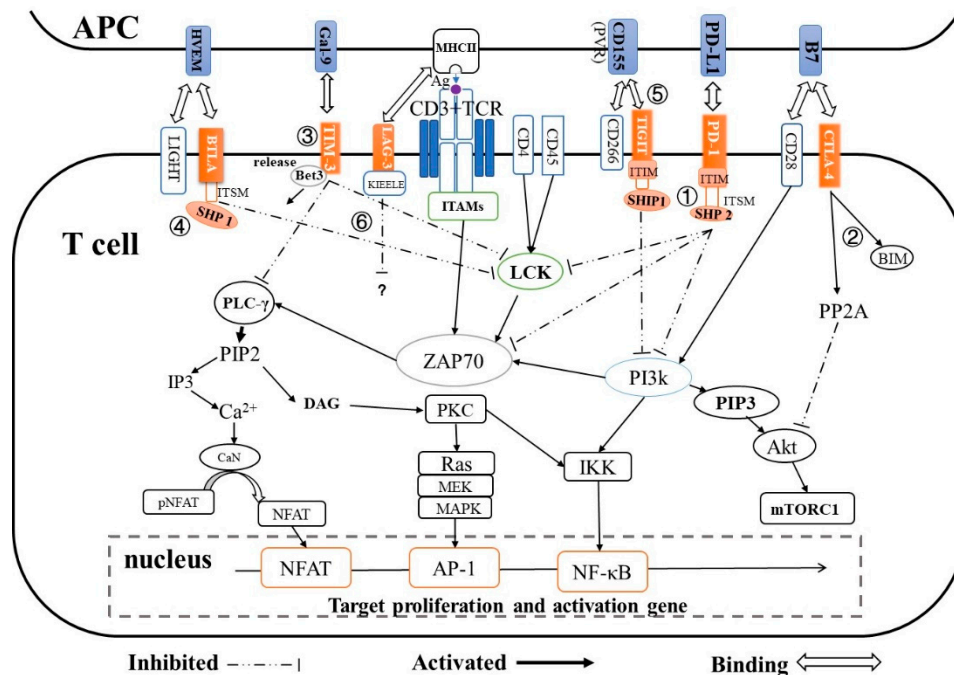 APC
HVEM
Gal-9
MHCII
Ag
CD155
(PVR)
PD-L1
B7
CD3+TCR
LIGHT
BTLA
ITSM
SHP 1
④
③
TIM-3
release
Bet3
LAG-3
KIEELE
⑥
?
ITAMs
CD4
CD45
LCK
CD266
⑤
TIGIT
ITIM
SHIP1
PD-1
ITIM
①
ITSM
SHP 2
CD28
CTLA-4
②
BIM
PP2A
T cell
PLC-γ
PIP2
IP3
Ca2+
CaN
pNFAT
NFAT
DAG
ZAP70
PKC
Ras
MEK
MAPK
PI3k
PIP3
Akt
IKK
mTORC1
nucleus
NFAT
AP-1
NF-κB
Target proliferation and activation gene
Inhibited
Activated
Binding